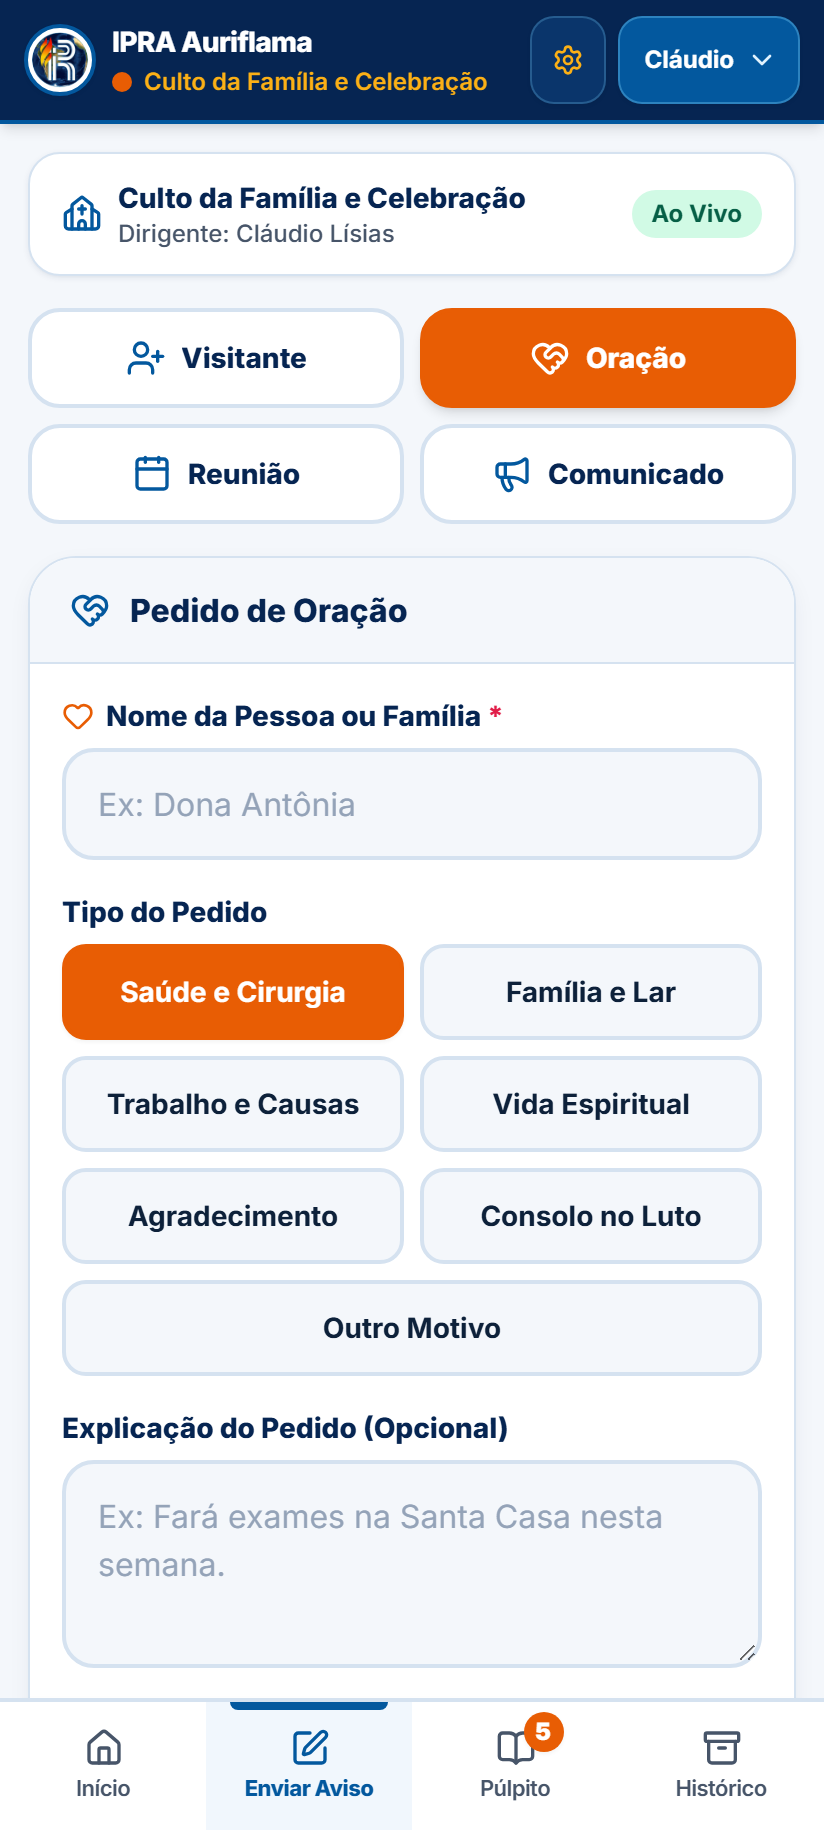 IPRA Auriflama
Culto da Família e Celebração
Cláudio
Culto da Família e Celebração
Dirigente: Cláudio Lísias
Ao Vivo
Visitante
Oração
Reunião
Comunicado
Pedido de Oração
Nome da Pessoa ou Família *
Ex: Dona Antônia
Tipo do Pedido
Saúde e Cirurgia
Família e Lar
Trabalho e Causas
Vida Espiritual
Agradecimento
Consolo no Luto
Outro Motivo
Explicação do Pedido (Opcional)
Ex: Fará exames na Santa Casa nesta
semana.
Início
Enviar Aviso
5
Púlpito
Histórico